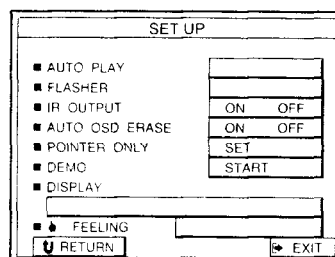 SET UP
AUTO PLAY
FLASHER
IR OUTPUT ON OFF
AUTO OSD ERASE ON OFF
POINTER ONLY SET
DEMO START
DISPLAY
FEELING
RETURN EXIT